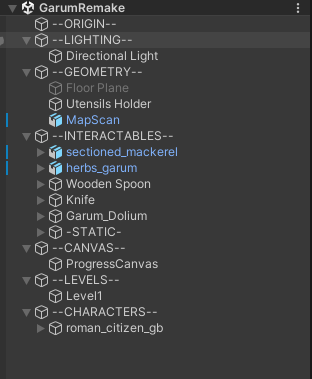 GarumRemake
--ORIGIN--
--LIGHTING--
Directional Light
--GEOMETRY--
Floor Plane
Utensils Holder
MapScan
--INTERACTABLES--
sectioned_mackerel
herbs_garum
Wooden Spoon
Knife
Garum_Dolium
-STATIC-
--CANVAS--
ProgressCanvas
--LEVELS--
Level1
--CHARACTERS--
roman_citizen_gb